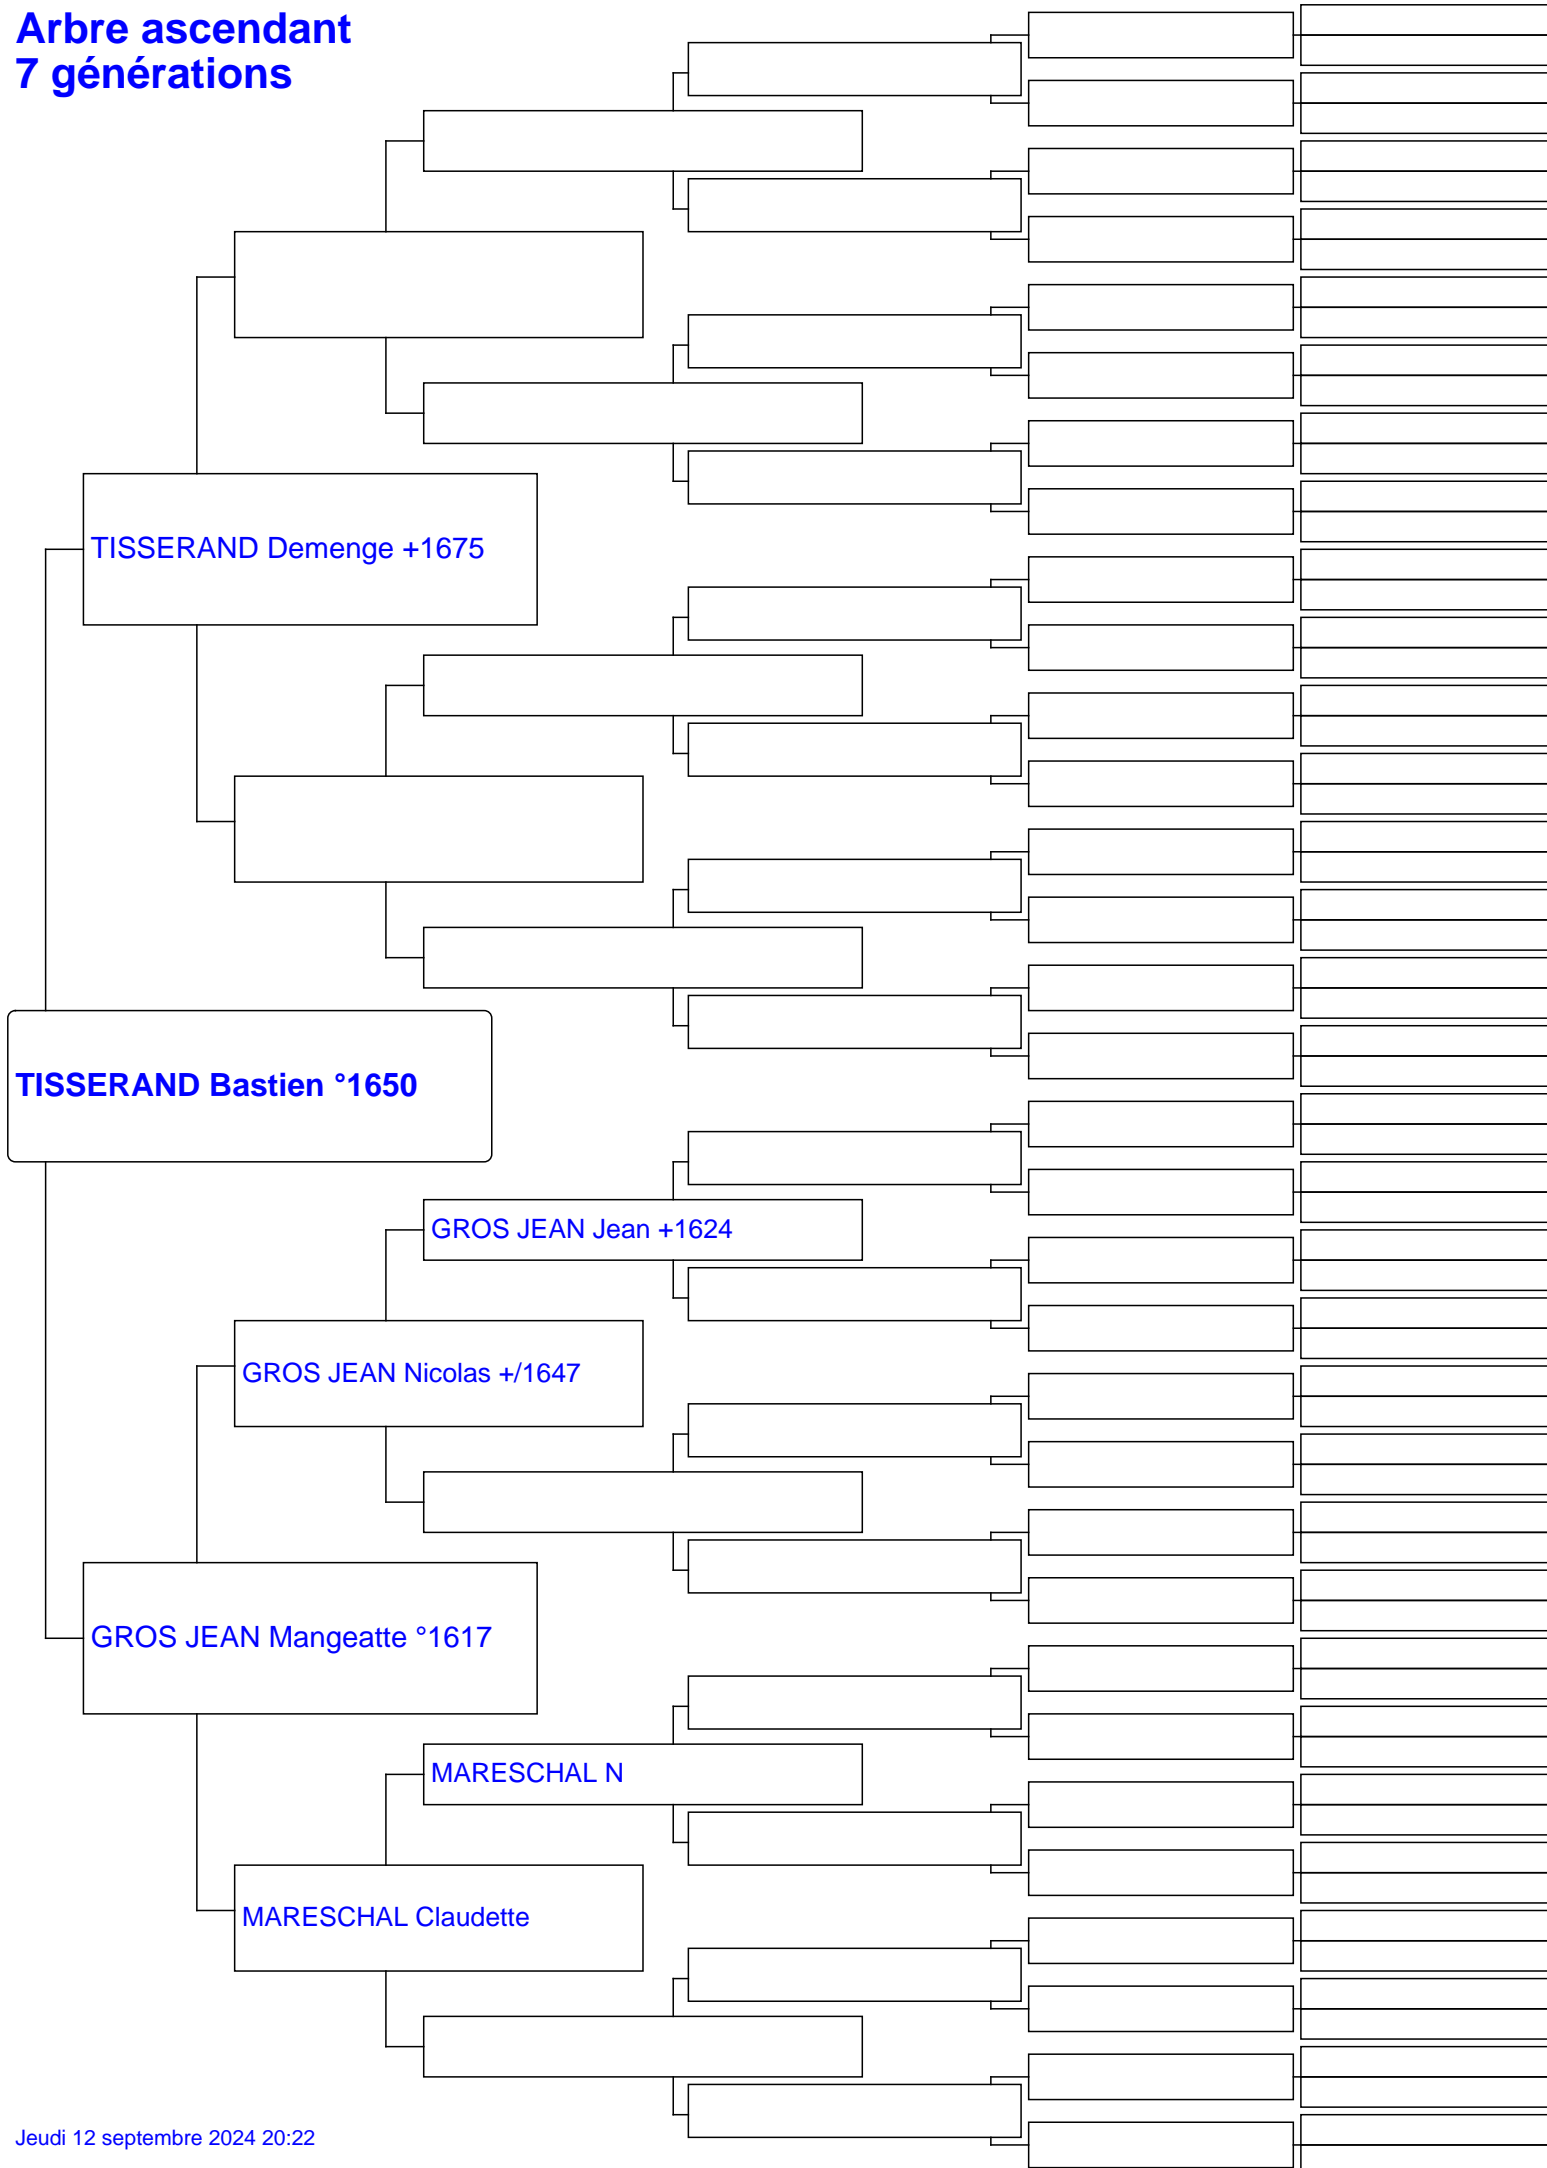 Arbre ascendant
7 générations
TISSERAND Demenge +1675
TISSERAND Bastien °1650
GROS JEAN Jean +1624
GROS JEAN Nicolas +/1647
GROS JEAN Mangeatte °1617
MARESCHAL N
MARESCHAL Claudette
Jeudi 12 septembre 2024 20:22